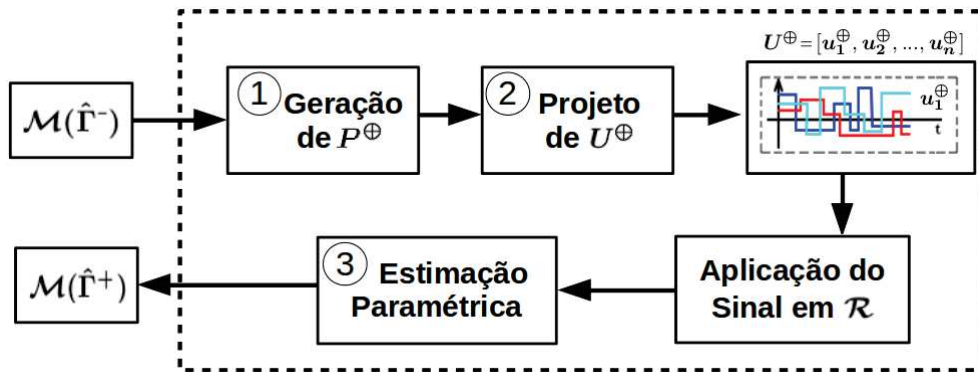 U⊕=[u₁⊕, u₂⊕, ..., uₙ⊕]
M(Γ̂⁻)
1
Geração
de P⊕
2
Projeto
de U⊕
u₁⊕
t
M(Γ̂⁺)
3
Estimação
Paramétrica
Aplicação do
Sinal em R